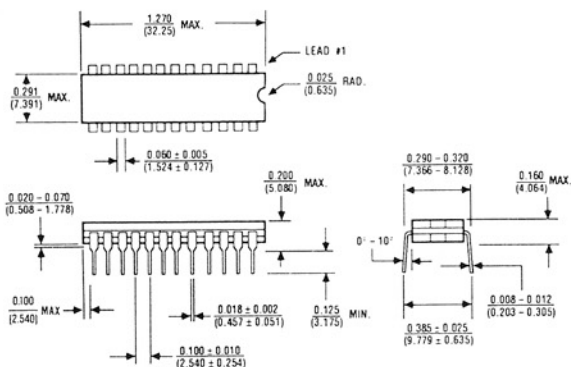 1.270
(32.25) MAX.
LEAD #1
0.025
(0.635) RAD.
0.291
(7.391) MAX.
0.060 ± 0.005
(1.524 ± 0.127)
0.290 – 0.320
(7.366 – 8.128)
0.200
(5.080) MAX.
0.160
(4.064) MAX.
0.020 – 0.070
(0.508 – 1.778)
0° – 10°
0.100
(2.540) MAX
0.018 ± 0.002
(0.457 ± 0.051)
0.125
(3.175) MIN.
0.008 – 0.012
(0.203 – 0.305)
0.100 ± 0.010
(2.540 ± 0.254)
0.385 ± 0.025
(9.779 ± 0.635)